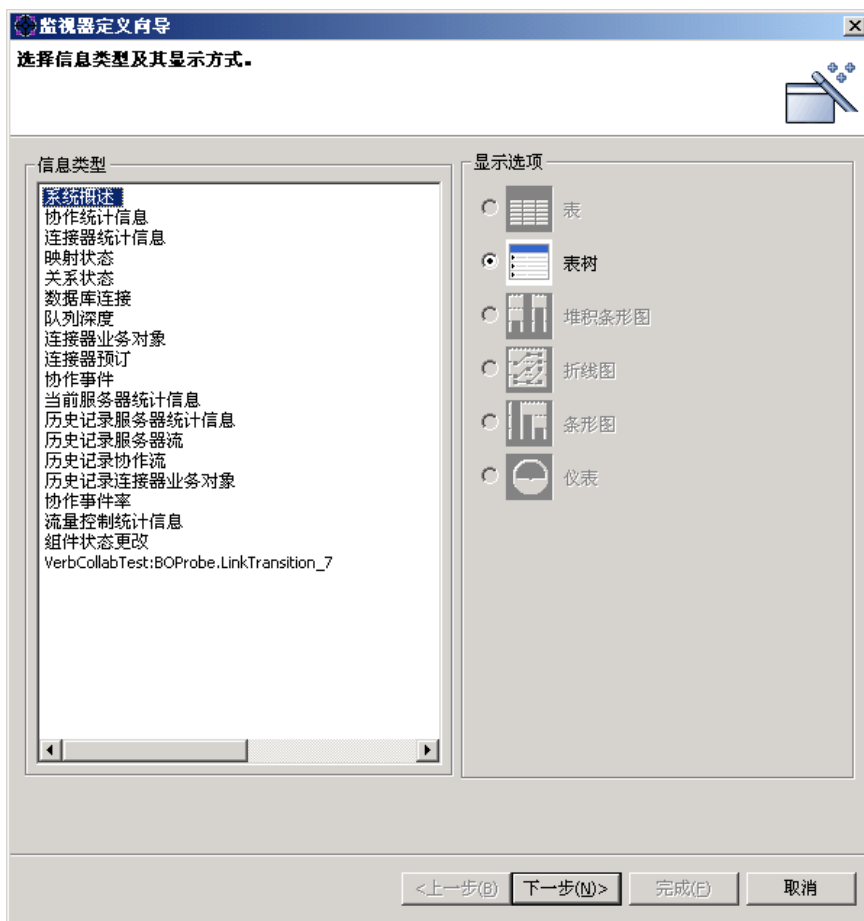 监视器定义向导
选择信息类型及其显示方式。
信息类型
系统概述
协作统计信息
连接器统计信息
映射状态
关系状态
数据库连接
队列深度
连接器业务对象
连接器预订
协作事件
当前服务器统计信息
历史记录服务器统计信息
历史记录服务器流
历史记录协作流
历史记录连接器业务对象
协作事件率
流量控制统计信息
组件状态更改
VerbCollabTest:BOProbe.LinkTransition_7
显示选项
表
表树
堆积条形图
折线图
条形图
仪表
<上一步(B)
下一步(N)>
完成(F)
取消